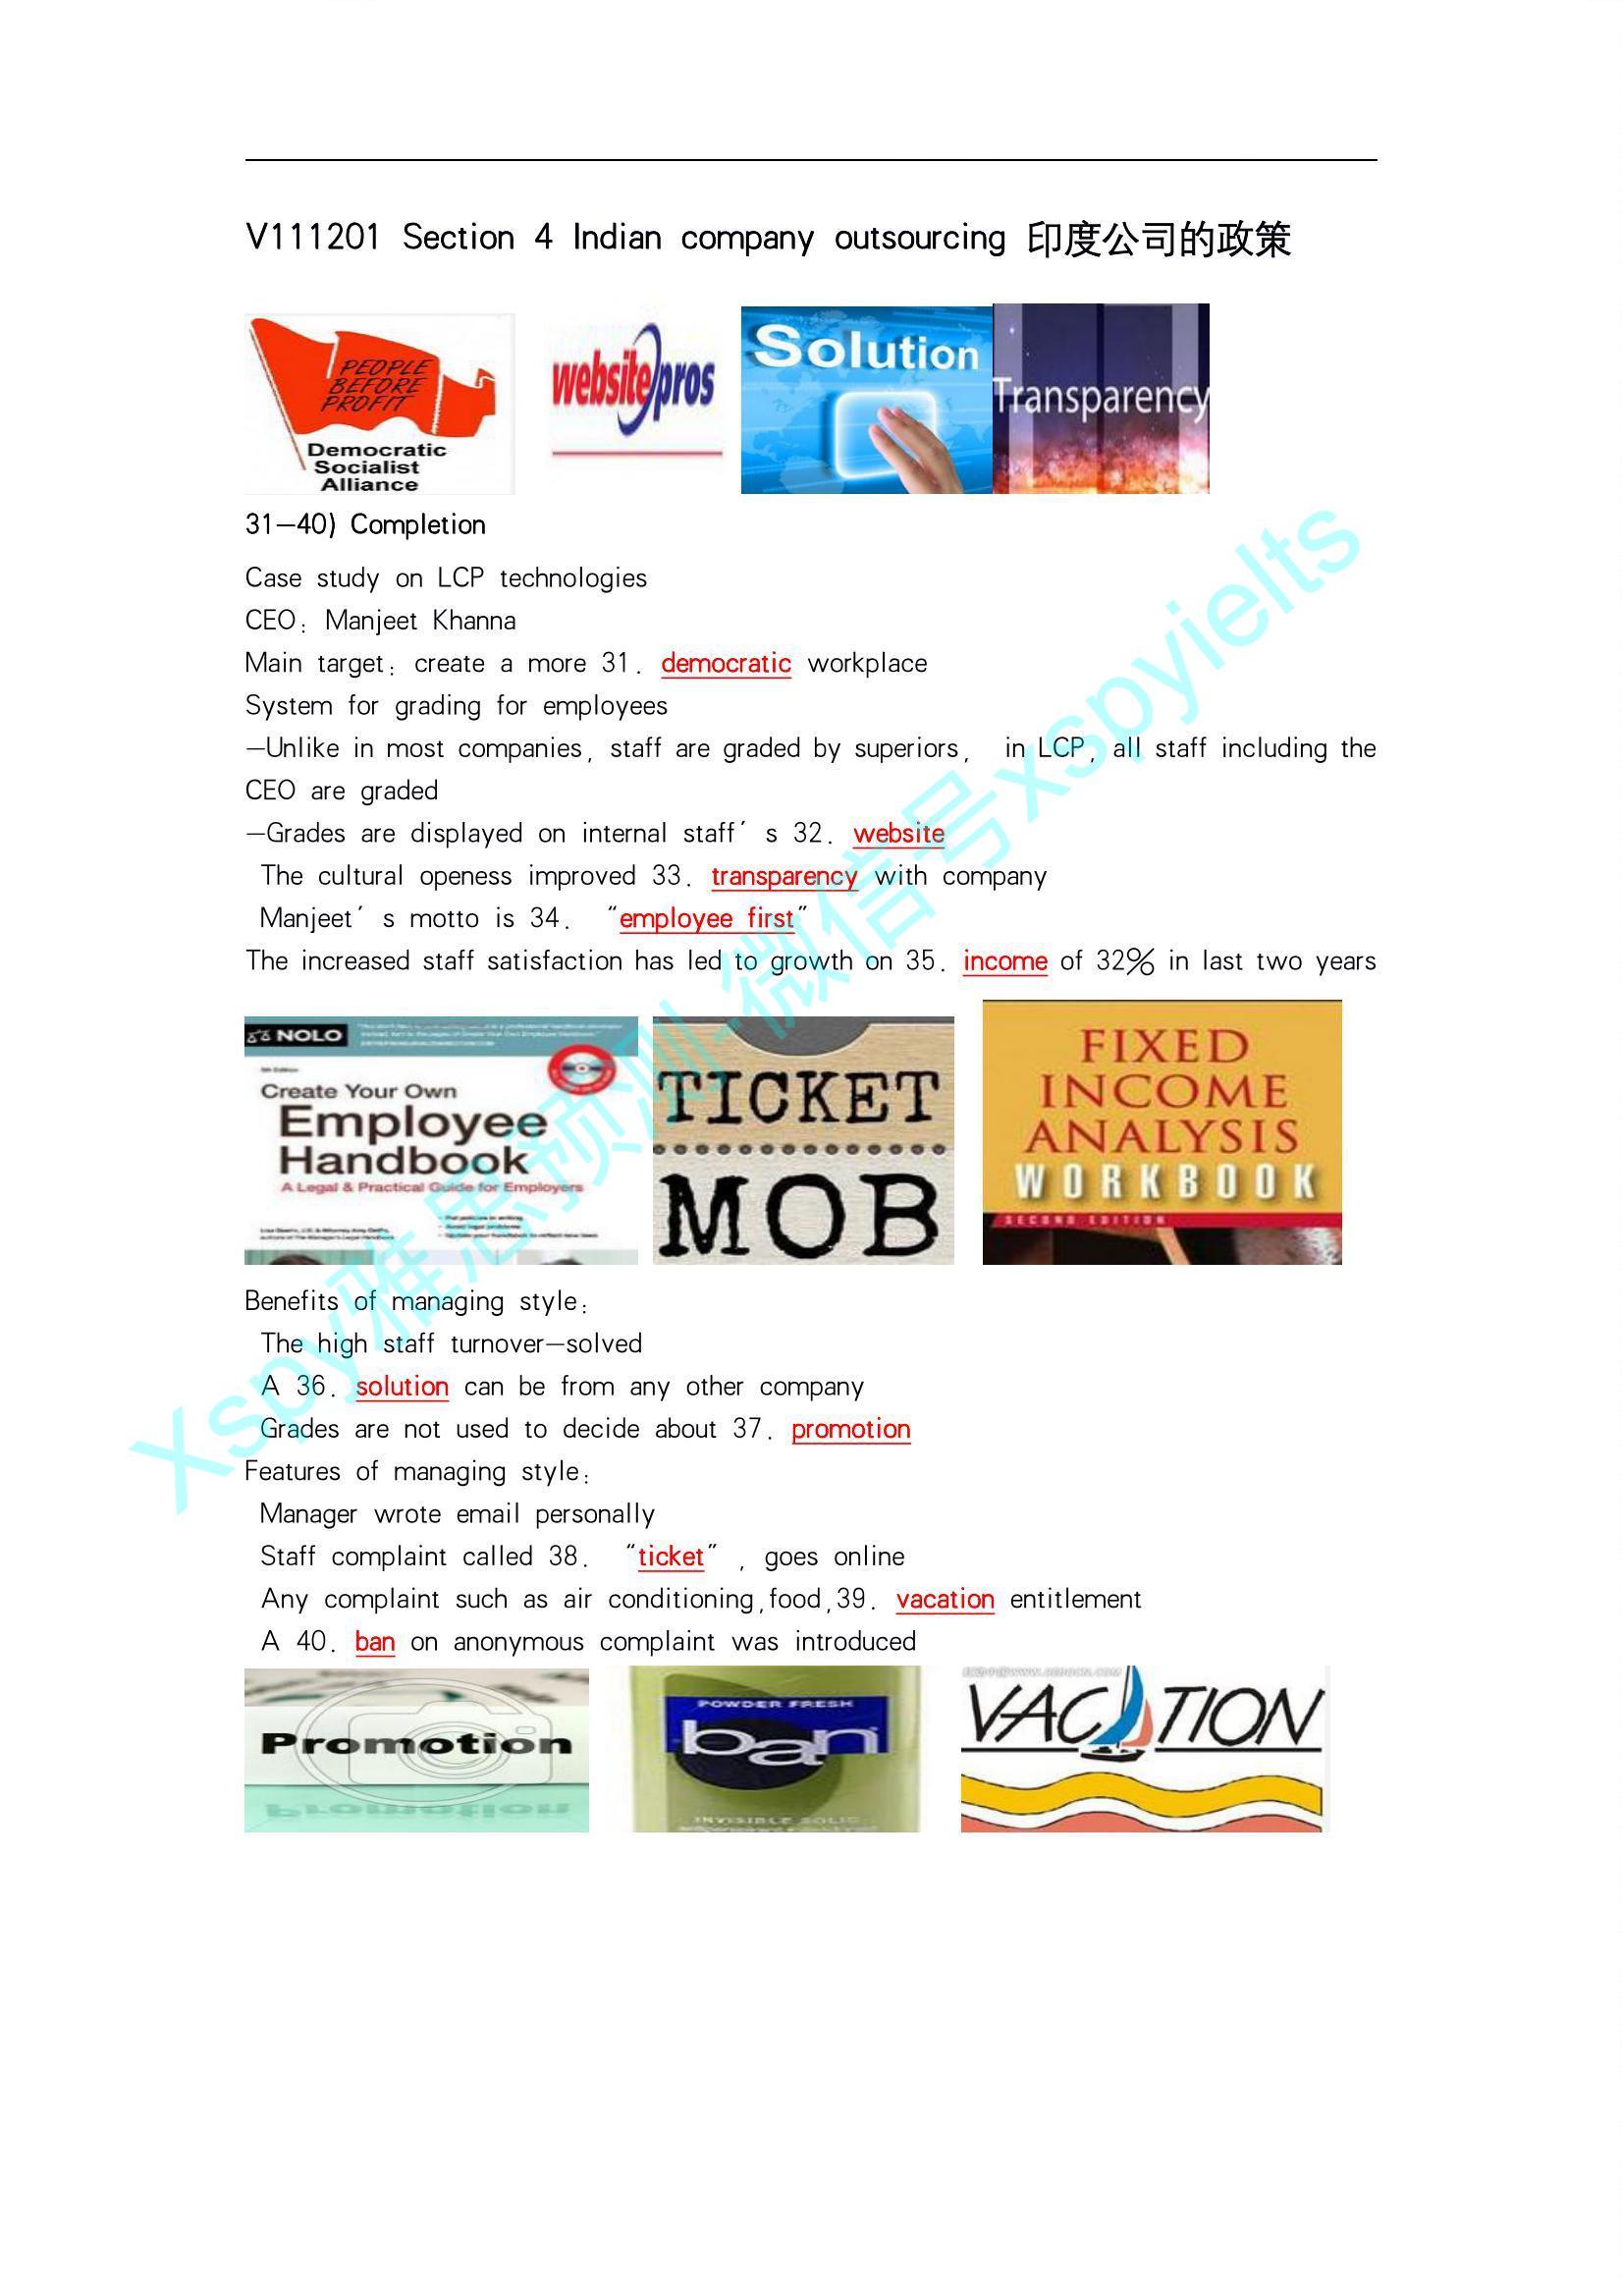 V111201 Section 4 Indian company outsourcing 印度公司的政策
PEOPLE
BEFORE
PROFIT
Democratic
Socialist
Alliance
website pros
Solution
Transparency
31—40) Completion
Case study on LCP technologies
CEO: Manjeet Khanna
Main target: create a more 31. democratic workplace
System for grading for employees
—Unlike in most companies, staff are graded by superiors, in LCP, all staff including the
CEO are graded
—Grades are displayed on internal staff´ s 32. website
The cultural openess improved 33. transparency with company
Manjeet´ s motto is 34. “employee first”
The increased staff satisfaction has led to growth on 35. income of 32% in last two years
NOLO
Create Your Own
Employee
Handbook
A Legal & Practical Guide for Employers
TICKET
MOB
FIXED
INCOME
ANALYSIS
WORKBOOK
SECOND EDITION
Benefits of managing style:
The high staff turnover—solved
A 36. solution can be from any other company
Grades are not used to decide about 37. promotion
Features of managing style:
Manager wrote email personally
Staff complaint called 38. “ticket” , goes online
Any complaint such as air conditioning,food,39. vacation entitlement
A 40. ban on anonymous complaint was introduced
Promotion
POWDER FRESH
ban
INVISIBLE SOLID
VACATION
Xspy雅思预测·微信号xspyielts